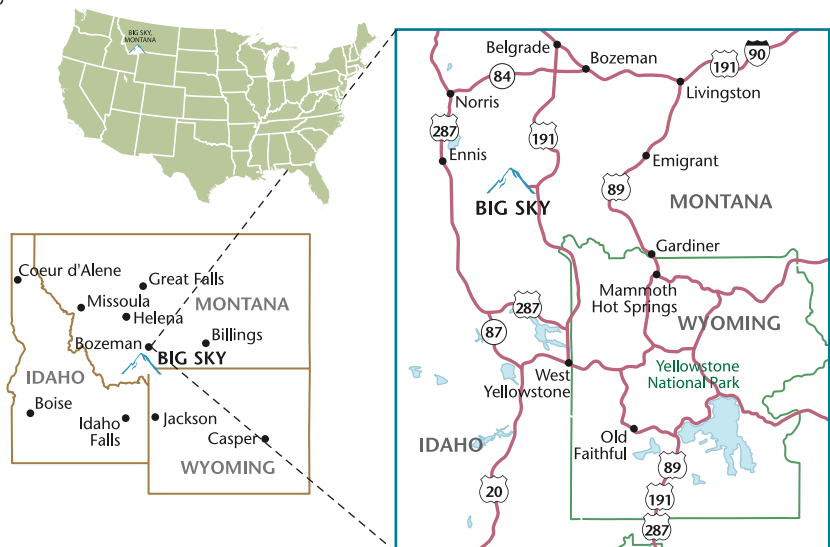 BIG SKY,
MONTANA
Coeur d'Alene
Great Falls
Missoula
MONTANA
Helena
Billings
Bozeman
BIG SKY
IDAHO
Boise
Idaho
Falls
Jackson
Casper
WYOMING
Belgrade
Bozeman
191
90
84
Livingston
Norris
287
191
Ennis
Emigrant
89
MONTANA
BIG SKY
Gardiner
Mammoth
Hot Springs
287
WYOMING
87
West
Yellowstone
Yellowstone
National Park
IDAHO
Old
Faithful
89
20
191
287